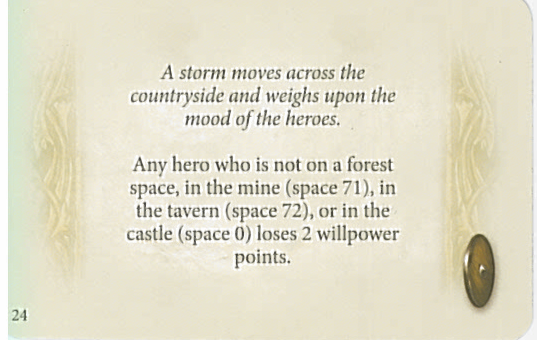 A storm moves across the
countryside and weighs upon the
mood of the heroes.
Any hero who is not on a forest
space, in the mine (space 71), in
the tavern (space 72), or in the
castle (space 0) loses 2 willpower
points.
24